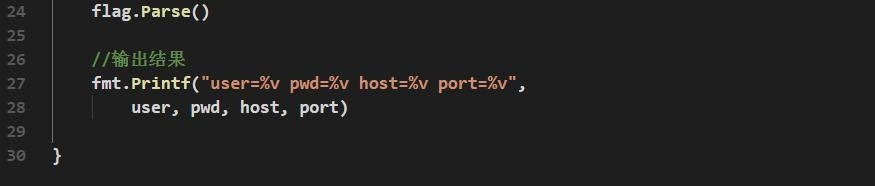 24 flag.Parse()
25
26 //输出结果
27 fmt.Printf("user=%v pwd=%v host=%v port=%v",
28 user, pwd, host, port)
29
30 }